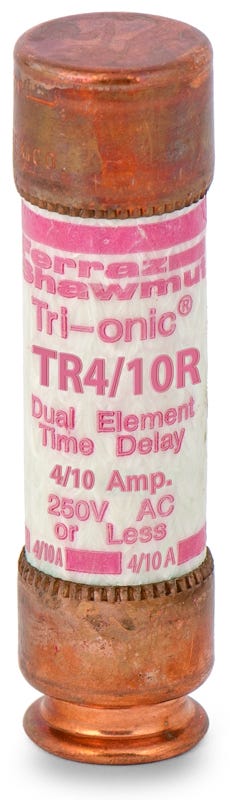 Ferraz
Shawmut
Tri-onic®
TR4/10R
Dual Element
Time Delay
4/10 Amp.
250V AC
or Less
4/10A 4/10A